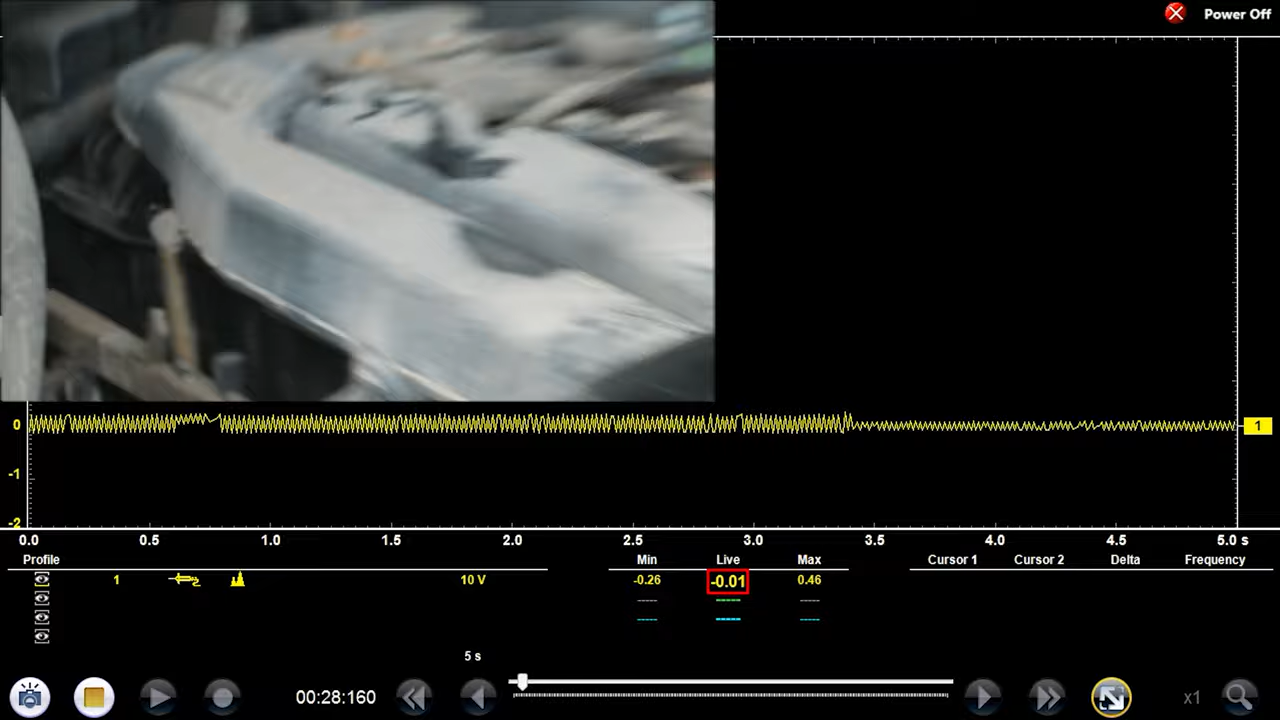 Power Off
0
-1
-2
1
0.0 0.5 1.0 1.5 2.0 2.5 3.0 3.5 4.0 4.5 5.0 s
Profile Min Live Max Cursor 1 Cursor 2 Delta Frequency
1 10 V -0.26 -0.01 0.46
----- ----- -----
----- ----- -----
5 s
00:28:160
x1